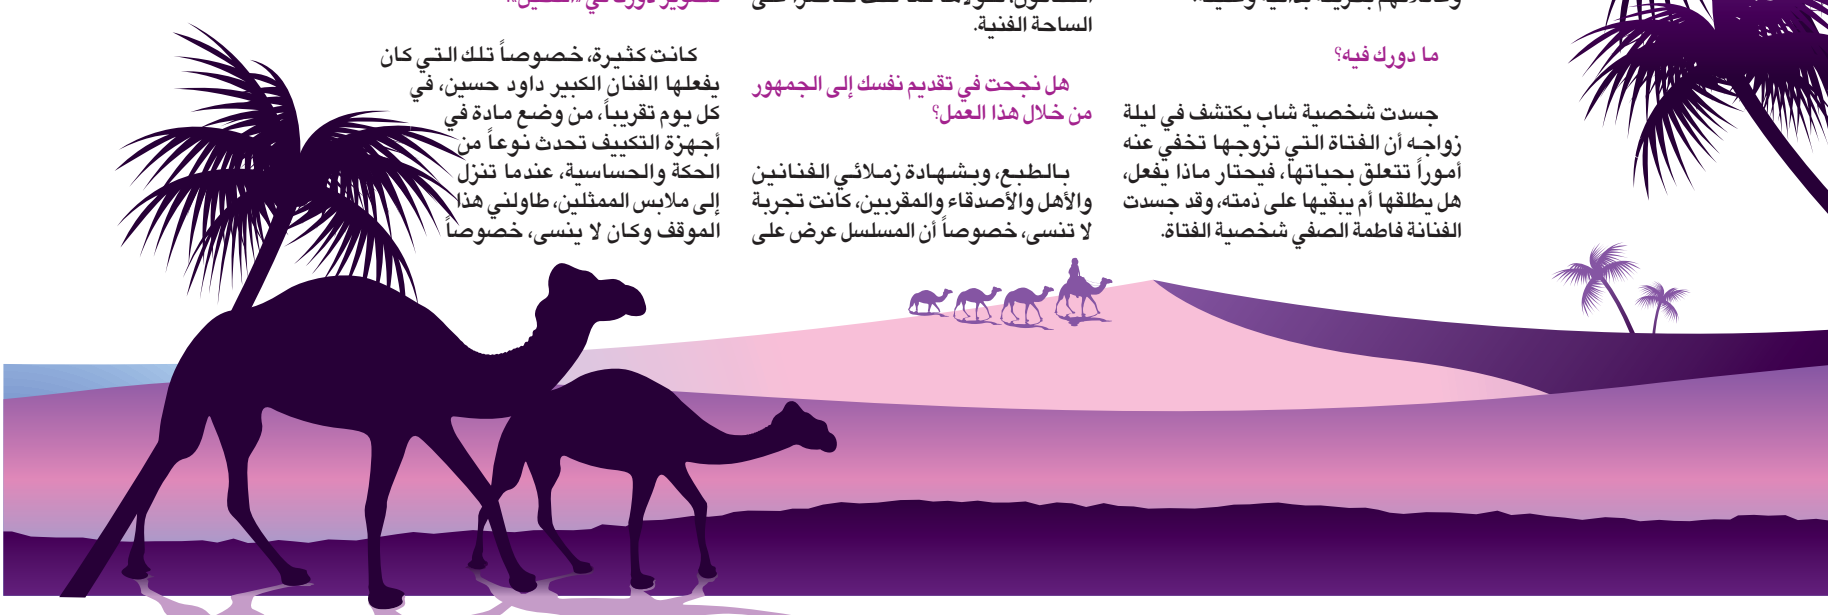 ما دورك فيه؟
جسدت شخصية شاب يكتشف في ليلة
زواجه أن الفتاة التي تزوجها تخفي عنه
أموراً تتعلق بحياتها، فيحتار ماذا يفعل،
هل يطلقها أم يبقيها على ذمته، وقد جسدت
الفنانة فاطمة الصفي شخصية الفتاة.
الساحة الفنية.
هل نجحت في تقديم نفسك إلى الجمهور
من خلال هذا العمل؟
بالطبع، وبشهادة زملائي الفنانين
والأهل والأصدقاء والمقربين، كانت تجربة
لا تنسى، خصوصاً أن المسلسل عرض على
كانت كثيرة، خصوصاً تلك التي كان
يفعلها الفنان الكبير داود حسين، في
كل يوم تقريباً، من وضع مادة في
أجهزة التكييف تحدث نوعاً من
الحكة والحساسية، عندما تنزل
إلى ملابس الممثلين، طاولني هذا
الموقف وكان لا ينسى، خصوصاً